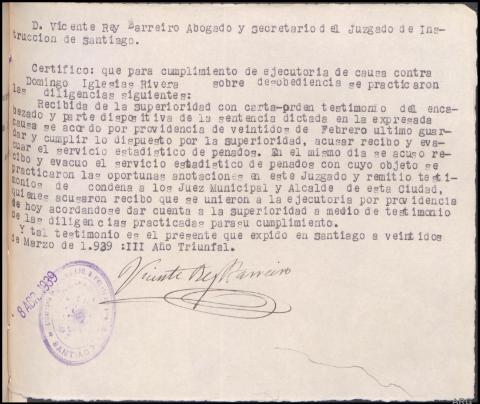 D. Vicente Rey Barreiro Abogado y Secretario del Juzgado de Ins-
truccion de Santiago.
Certifico: que para cumplimiento de ejecutoria de causa contra
Domingo Iglesias Rivera sobre desobediencia se practicaron
las diligencias siguientes:
Recibida de la Superioridad con carta-orden testimonio del enca-
bezado y parte dispositiva de la sentencia dictada en la expresada
causa se acordo por providencia de veintidos de Febrero ultimo guar-
dar y cumplir lo dispuesto por la superioridad, acusar recibo y eva-
cuar el servicio estadistico de penados. En el mismo dia se acuso re-
cibo y evacuo el servicio estadistico de penados con cuyo objeto se
practicaron las oportunas anotaciones en este Juzgado y remitio testi-
monios de condena a los Juez Municipal y Alcalde de esta Ciudad,
quienes acusaron recibo que se unieron a la ejecutoria por providencia
de hoy acordandose dar cuenta a la Superioridad a medio de testimonio
de las diligencias practicadas parasu cumplimiento.
Y tal testimonio es el presente que expido en Santiago a veintidos
de Marzo de 1.939 :III Año Triunfal.
Vicente Rey Barreiro
8 ABR. 1939
SANTIAGO